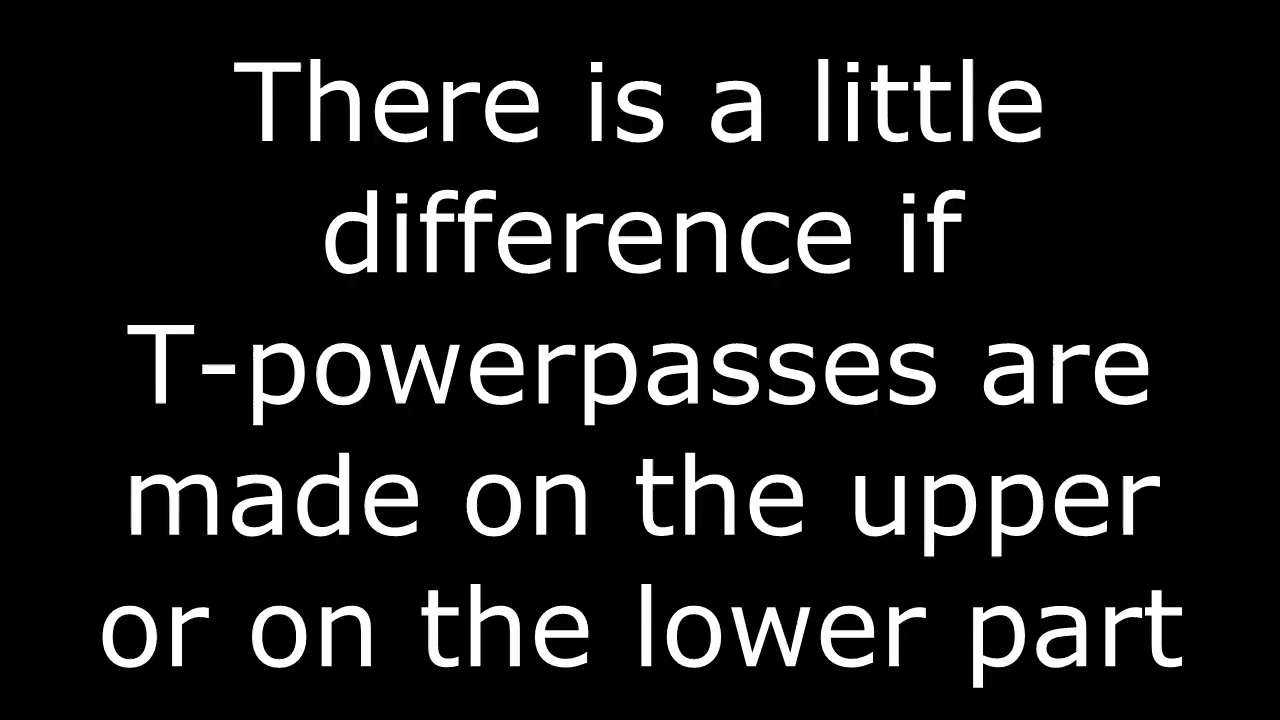 There is a little
difference if
T-powerpasses are
made on the upper
or on the lower part